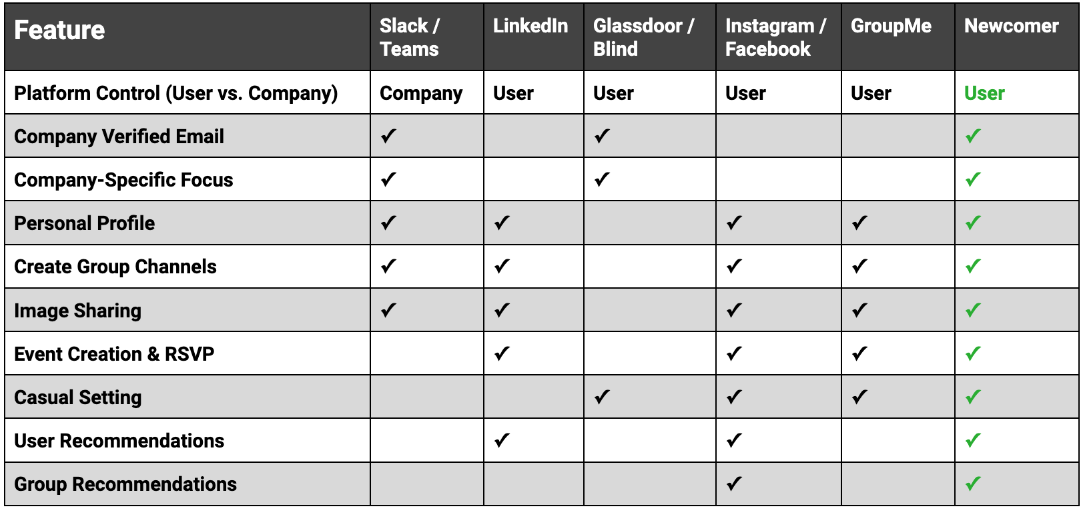 Feature Slack / Teams LinkedIn Glassdoor / Blind Instagram / Facebook GroupMe Newcomer
Platform Control (User vs. Company) Company User User User User User
Company Verified Email ✓ ✓ ✓
Company-Specific Focus ✓ ✓ ✓
Personal Profile ✓ ✓ ✓ ✓ ✓
Create Group Channels ✓ ✓ ✓ ✓ ✓
Image Sharing ✓ ✓ ✓ ✓ ✓
Event Creation & RSVP ✓ ✓ ✓ ✓
Casual Setting ✓ ✓ ✓ ✓
User Recommendations ✓ ✓ ✓
Group Recommendations ✓ ✓